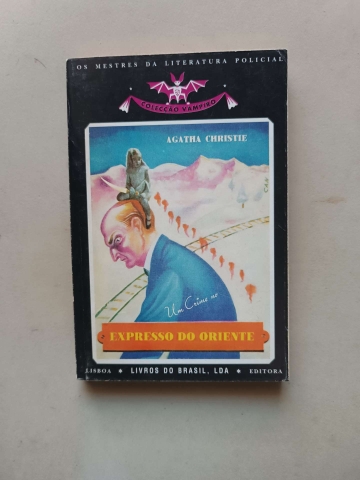 OS MESTRES DA LITERATURA POLICIAL
COLECÇÃO VAMPIRO
AGATHA CHRISTIE
Um Crime no
EXPRESSO DO ORIENTE
LISBOA * LIVROS DO BRASIL, LDA * EDITORA